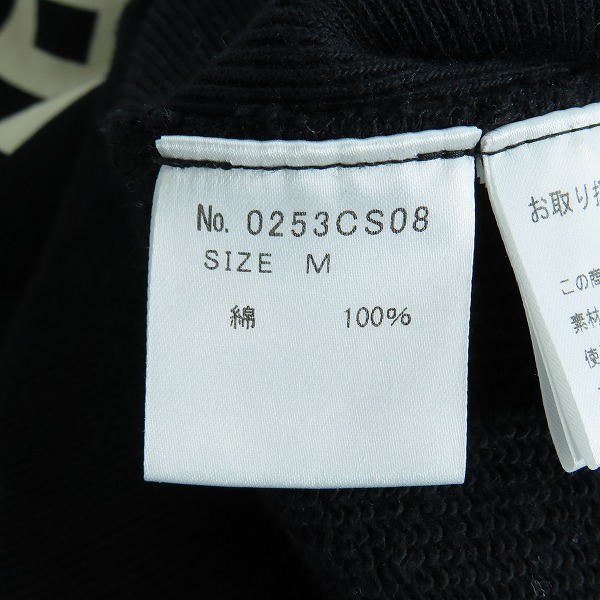 No. 0253CS08
SIZE M
綿 100%
お取り扱
この商
素材
使